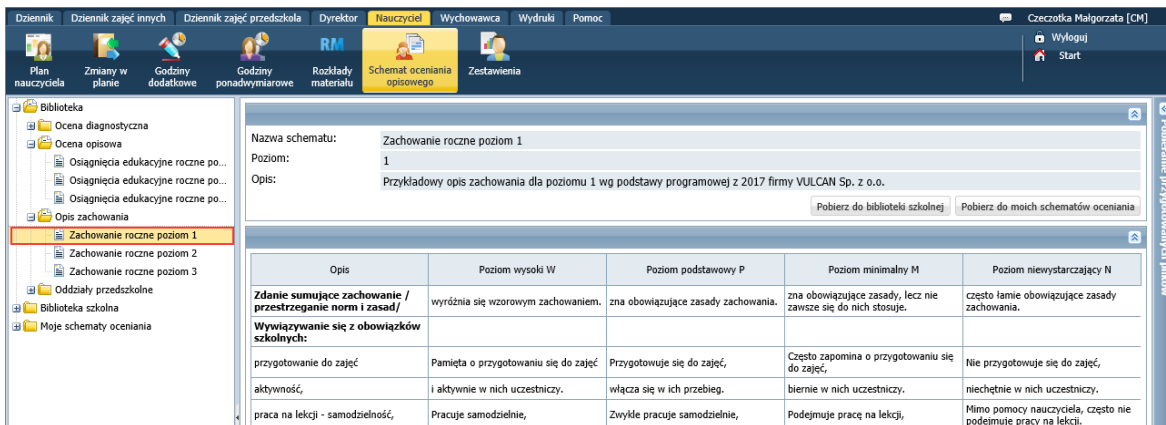 Dziennik Dziennik zajęć innych Dziennik zajęć przedszkola Dyrektor Nauczyciel Wychowawca Wydruki Pomoc Czeczotka Małgorzata [CM]
Plan nauczyciela
Zmiany w planie
Godziny dodatkowe
Godziny ponadwymiarowe
RM
Rozkłady materiału
Schemat oceniania opisowego
Zestawienia
Wyloguj
Start
Biblioteka
Ocena diagnostyczna
Ocena opisowa
Osiągnięcia edukacyjne roczne po...
Osiągnięcia edukacyjne roczne po...
Osiągnięcia edukacyjne roczne po...
Opis zachowania
Zachowanie roczne poziom 1
Zachowanie roczne poziom 2
Zachowanie roczne poziom 3
Oddziały przedszkolne
Biblioteka szkolna
Moje schematy oceniania
Nazwa schematu: Zachowanie roczne poziom 1
Poziom: 1
Opis: Przykładowy opis zachowania dla poziomu 1 wg podstawy programowej z 2017 firmy VULCAN Sp. z o.o.
Pobierz do biblioteki szkolnej Pobierz do moich schematów oceniania
Opis Poziom wysoki W Poziom podstawowy P Poziom minimalny M Poziom niewystarczający N
Zdanie sumujące zachowanie / przestrzeganie norm i zasad/ wyróżnia się wzorowym zachowaniem. zna obowiązujące zasady zachowania. zna obowiązujące zasady, lecz nie zawsze się do nich stosuje. często łamie obowiązujące zasady zachowania.
Wywiązywanie się z obowiązków szkolnych:
przygotowanie do zajęć Pamięta o przygotowaniu się do zajęć Przygotowuje się do zajęć, Często zapomina o przygotowaniu się do zajęć, Nie przygotowuje się do zajęć,
aktywność, i aktywnie w nich uczestniczy. włącza się w ich przebieg. biernie w nich uczestniczy. niechętnie w nich uczestniczy.
praca na lekcji - samodzielność, Pracuje samodzielnie, Zwykle pracuje samodzielnie, Podejmuje pracę na lekcji, Mimo pomocy nauczyciela, często nie podejmuje pracy na lekcji.